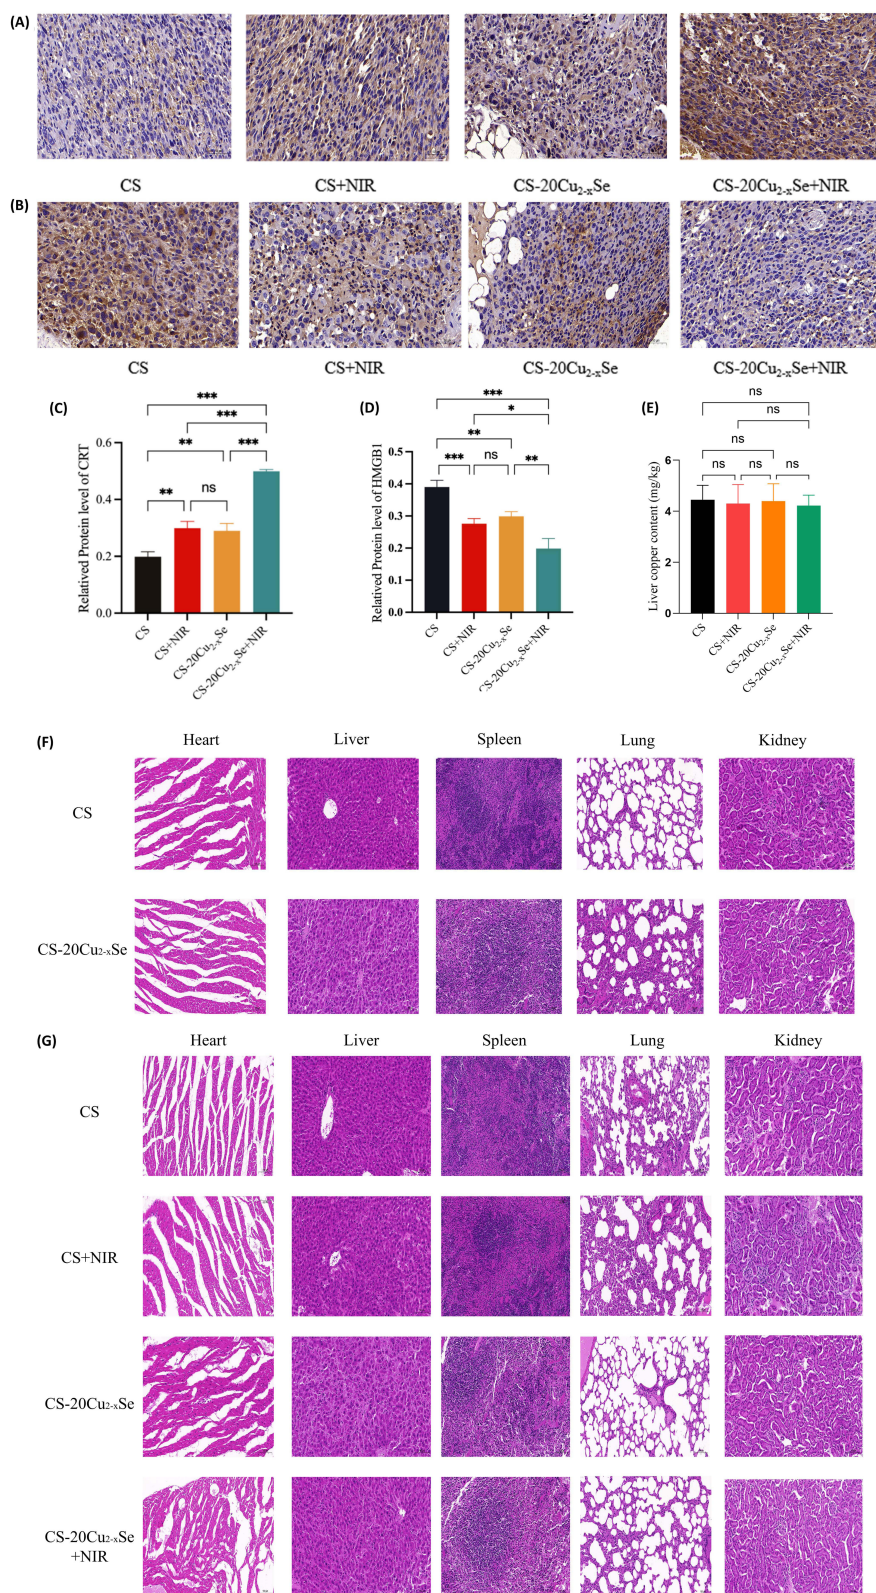 (A)
CS CS+NIR CS-20Cu2-xSe CS-20Cu2-xSe+NIR
(B)
CS CS+NIR CS-20Cu2-xSe CS-20Cu2-xSe+NIR
(C)
Relatived Protein level of CRT
0.6
0.4
0.2
0.0
***
***
** ***
** ns
CS
CS+NIR
CS-20Cu2-xSe
CS-20Cu2-xSe+NIR
(D)
Relatived Protein level of HMGB1
0.5
0.4
0.3
0.2
0.1
0.0
***
*
**
*** ns **
CS
CS+NIR
CS-20Cu2-xSe
CS-20Cu2-xSe+NIR
(E)
Liver copper content (mg/kg)
6
4
2
0
ns
ns
ns
ns ns ns
CS
CS+NIR
CS-20Cu2-xSe
CS-20Cu2-xSe+NIR
(F)
Heart Liver Spleen Lung Kidney
CS
CS-20Cu2-xSe
(G)
Heart Liver Spleen Lung Kidney
CS
CS+NIR
CS-20Cu2-xSe
CS-20Cu2-xSe
+NIR